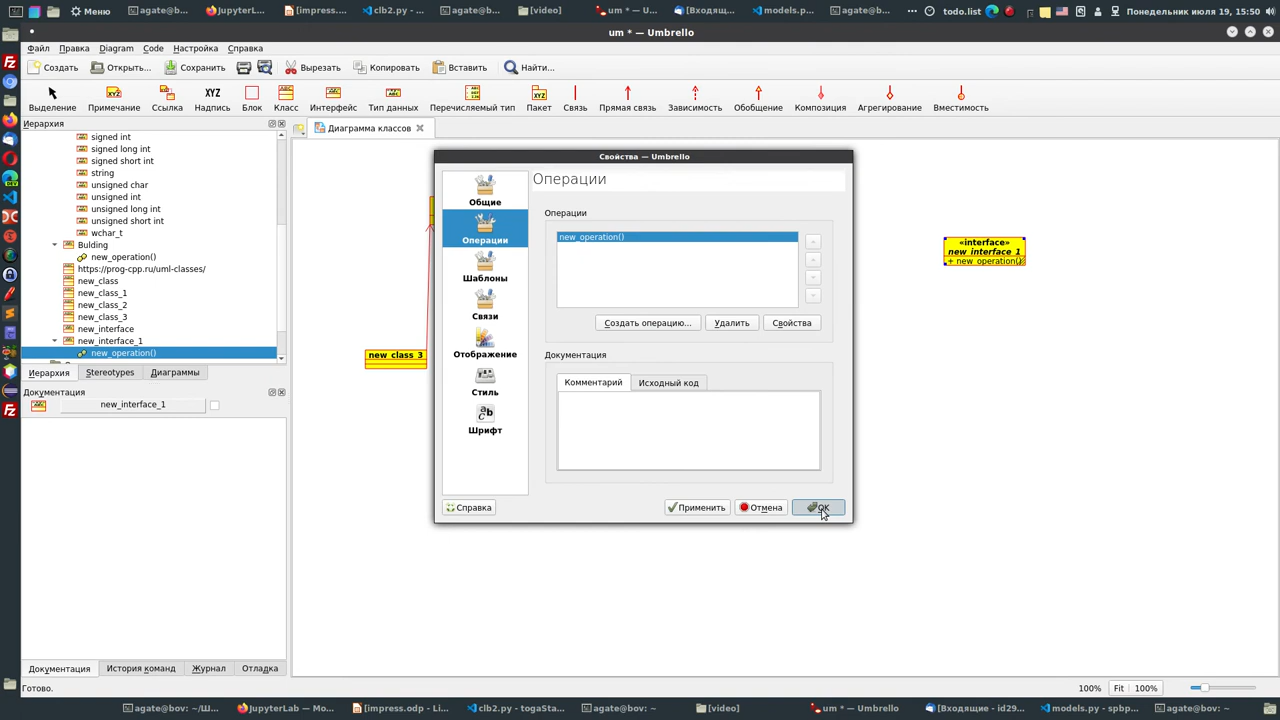 Меню
agate@b...
JupyterL...
[impress....
clb2.py - ...
agate@b...
[video]
um * — U...
[Входящ...
models.p...
agate@b...
todo.list
Понедельник июля 19, 15:50
um * — Umbrello
Файл Правка Diagram Code Настройка Справка
Создать Открыть... Сохранить Вырезать Копировать Вставить Найти...
Выделение Примечание Ссылка Надпись Блок Класс Интерфейс Тип данных Перечисляемый тип Пакет Связь Прямая связь Зависимость Обобщение Композиция Агрегирование Вместимость
Иерархия
signed int
signed long int
signed short int
string
unsigned char
unsigned int
unsigned long int
unsigned short int
wchar_t
Bulding
new_operation()
https://prog-cpp.ru/uml-classes/
new_class
new_class_1
new_class_2
new_class_3
new_interface
new_interface_1
new_operation()
Иерархия Stereotypes Диаграммы
Документация
new_interface_1
Документация История команд Журнал Отладка
Готово.
Диаграмма классов
new_class_3
«interface»
new_interface_1
+ new_operation()
Свойства — Umbrello
Общие
Операции
Шаблоны
Связи
Отображение
Стиль
Шрифт
Операции
Операции
new_operation()
Создать операцию... Удалить Свойства
Документация
Комментарий Исходный код
Справка Применить Отмена OK
100% Fit 100%
agate@bov: ~/Ш...
JupyterLab — Mo...
[impress.odp - Li...
clb2.py - togaSta...
agate@bov: ~
[video]
um * — Umbrello
[Входящие - id29...
models.py - spbp...
agate@bov: ~